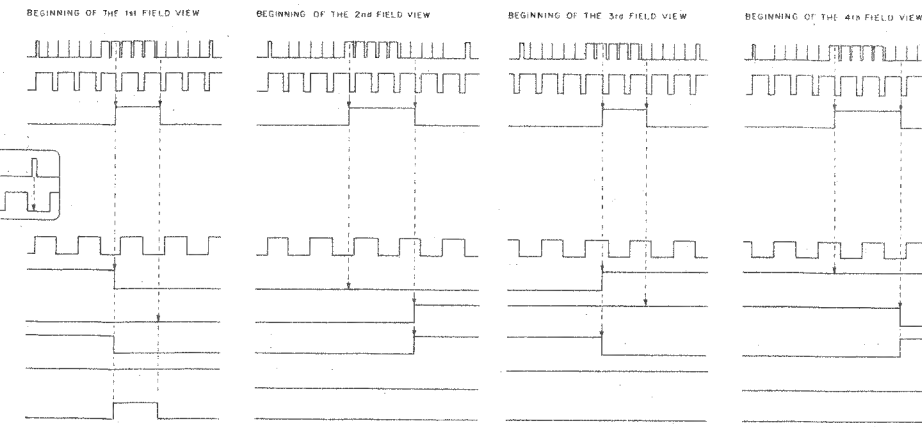 BEGINNING OF THE 1st FIELD VIEW
BEGINNING OF THE 2nd FIELD VIEW
BEGINNING OF THE 3rd FIELD VIEW
BEGINNING OF THE 4th FIELD VIEW